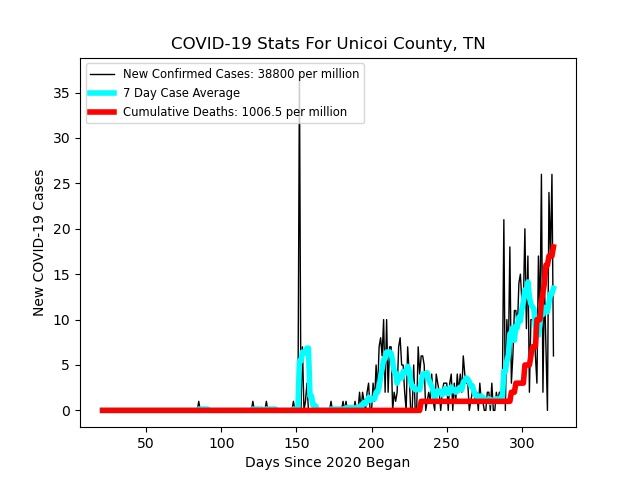 COVID-19 Stats For Unicoi County, TN
New Confirmed Cases: 38800 per million
7 Day Case Average
Cumulative Deaths: 1006.5 per million
New COVID-19 Cases
35
30
25
20
15
10
5
0
50 100 150 200 250 300
Days Since 2020 Began